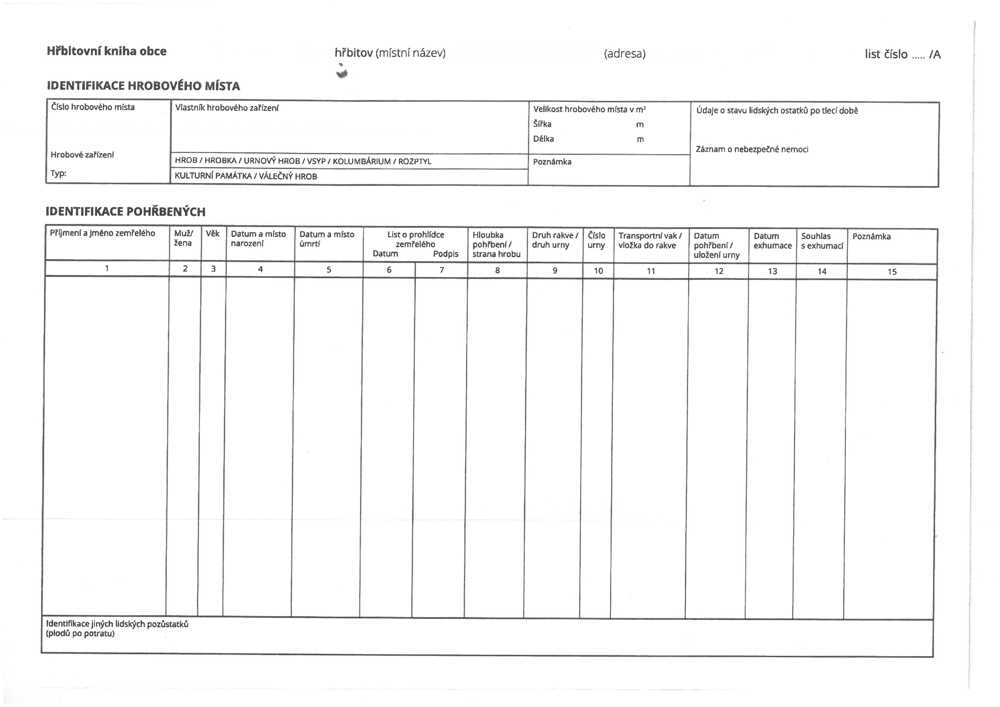 Hřbitovní kniha obce hřbitov (místní název) (adresa) list číslo ..... /A
IDENTIFIKACE HROBOVÉHO MÍSTA
Číslo hrobového místa
Hrobové zařízení
Typ:
Vlastník hrobového zařízení
HROB / HROBKA / URNOVÝ HROB / VSYP / KOLUMBÁRIUM / ROZPTYL
KULTURNÍ PAMÁTKA / VÁLEČNÝ HROB
Velikost hrobového místa v m²
Šířka m
Délka m
Poznámka
Údaje o stavu lidských ostatků po tlecí době
Záznam o nebezpečné nemoci
IDENTIFIKACE POHŘBENÝCH
Příjmení a jméno zemřelého
Muž/
žena
Věk
Datum a místo
narození
Datum a místo
úmrtí
List o prohlídce
zemřelého
Datum Podpis
Hloubka
pohřbení /
strana hrobu
Druh rakve /
druh urny
Číslo
urny
Transportní vak /
vložka do rakve
Datum
pohřbení /
uložení urny
Datum
exhumace
Souhlas
s exhumací
Poznámka
1 2 3 4 5 6 7 8 9 10 11 12 13 14 15
Identifikace jiných lidských pozůstatků
(plodů po potratu)